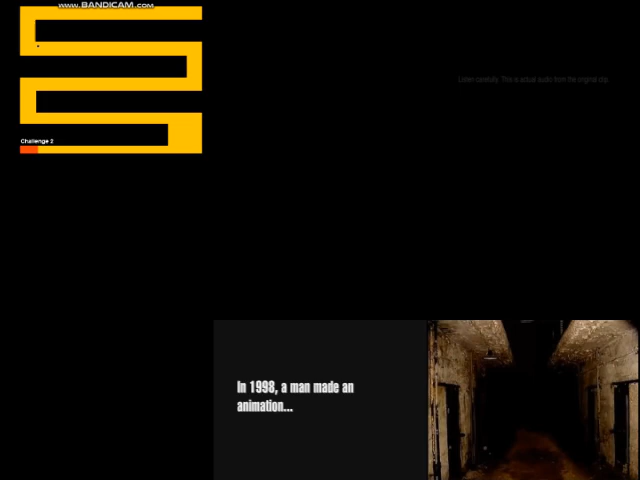 www.BANDICAM.com
Listen carefully. This is actual audio from the original clip.
Challenge 2
In 1998, a man made an
animation...